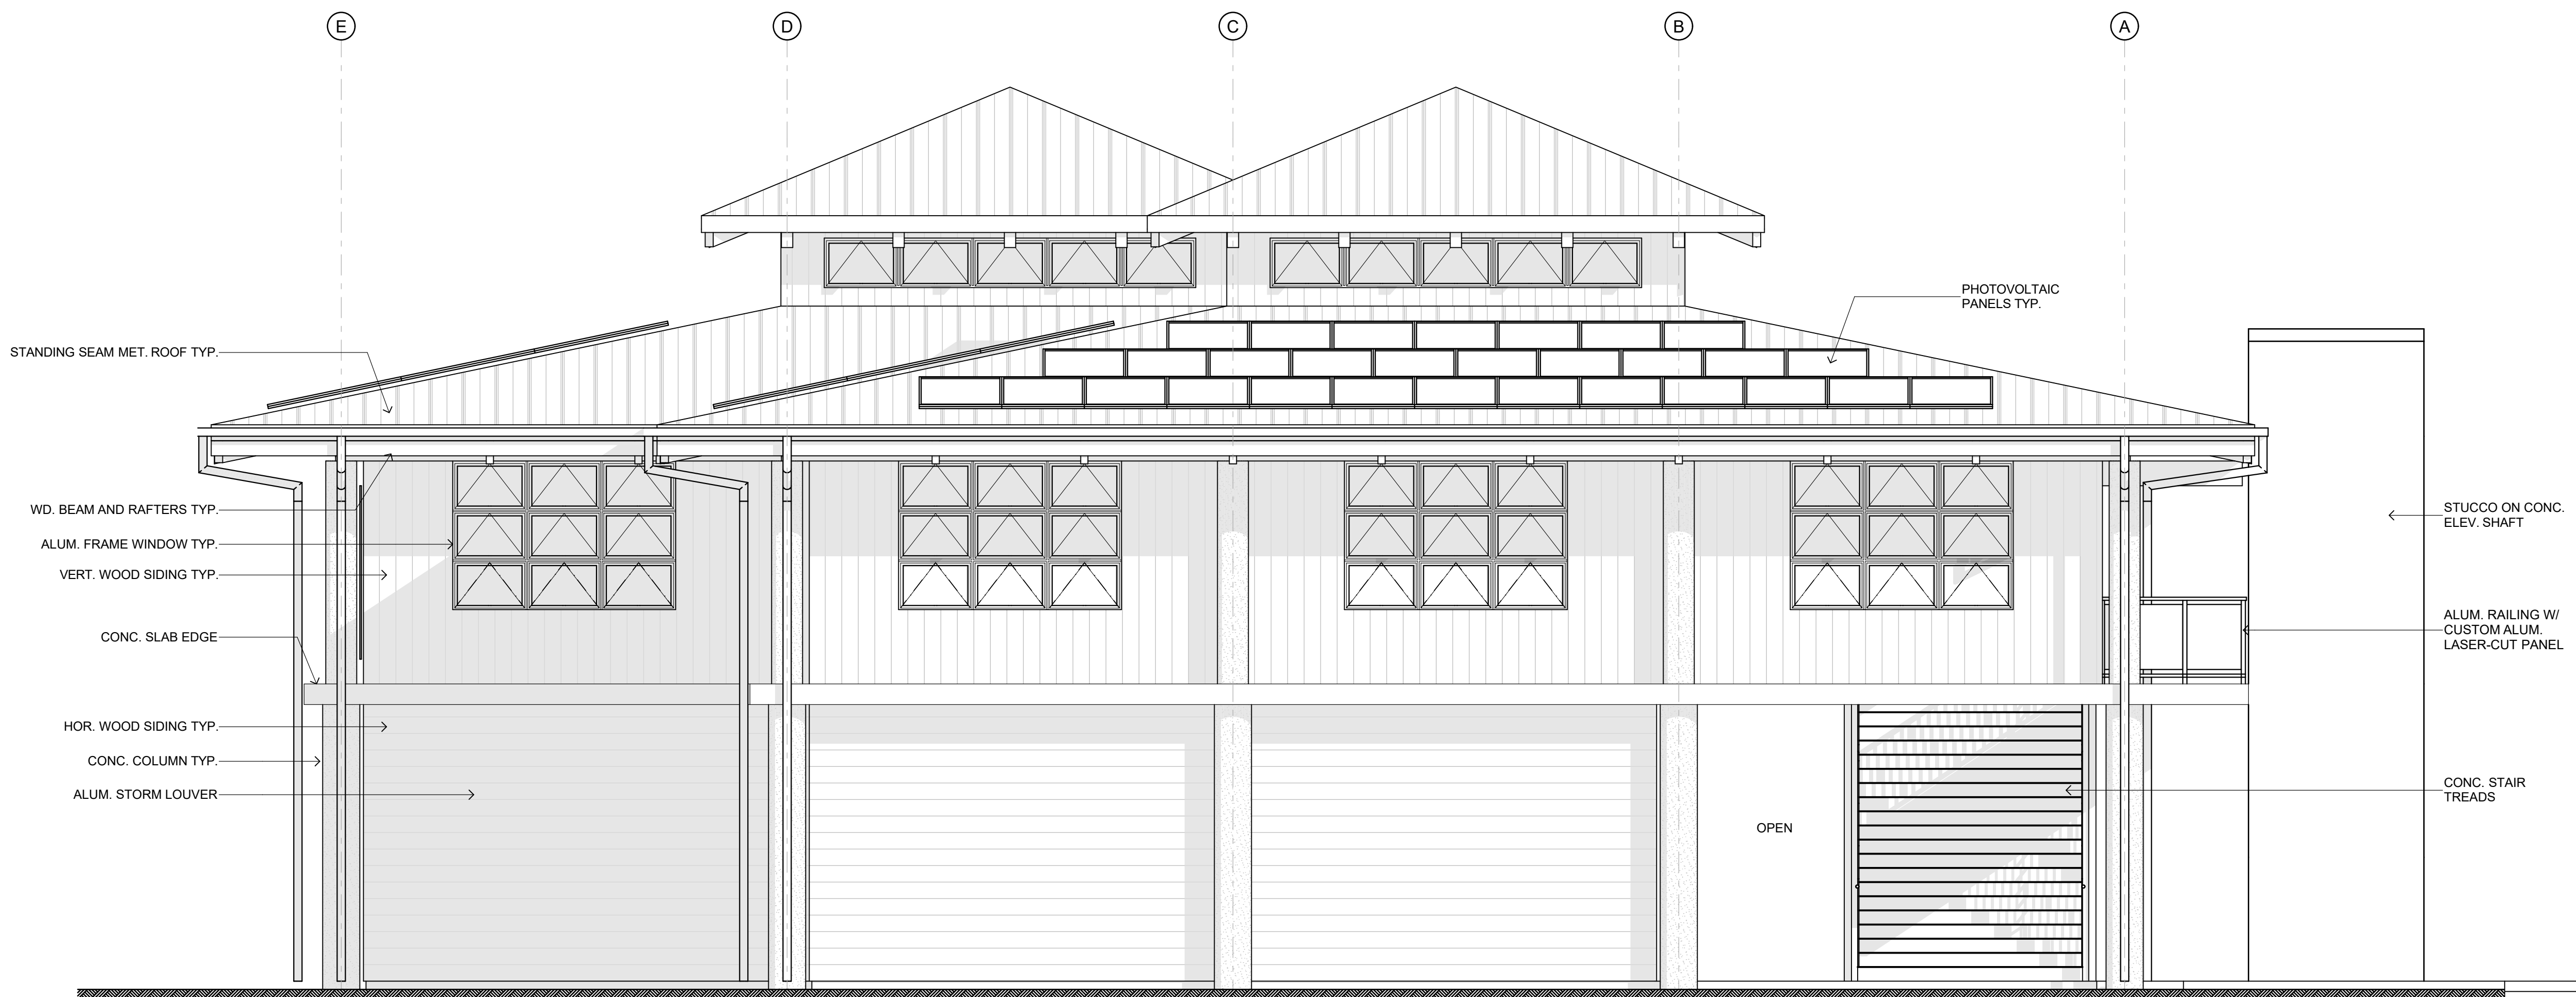 E
D
C
B
A
PHOTOVOLTAIC
PANELS TYP.
STANDING SEAM MET. ROOF TYP.
WD. BEAM AND RAFTERS TYP.
ALUM. FRAME WINDOW TYP.
VERT. WOOD SIDING TYP.
CONC. SLAB EDGE
HOR. WOOD SIDING TYP.
CONC. COLUMN TYP.
ALUM. STORM LOUVER
OPEN
STUCCO ON CONC.
ELEV. SHAFT
ALUM. RAILING W/
CUSTOM ALUM.
LASER-CUT PANEL
CONC. STAIR
TREADS